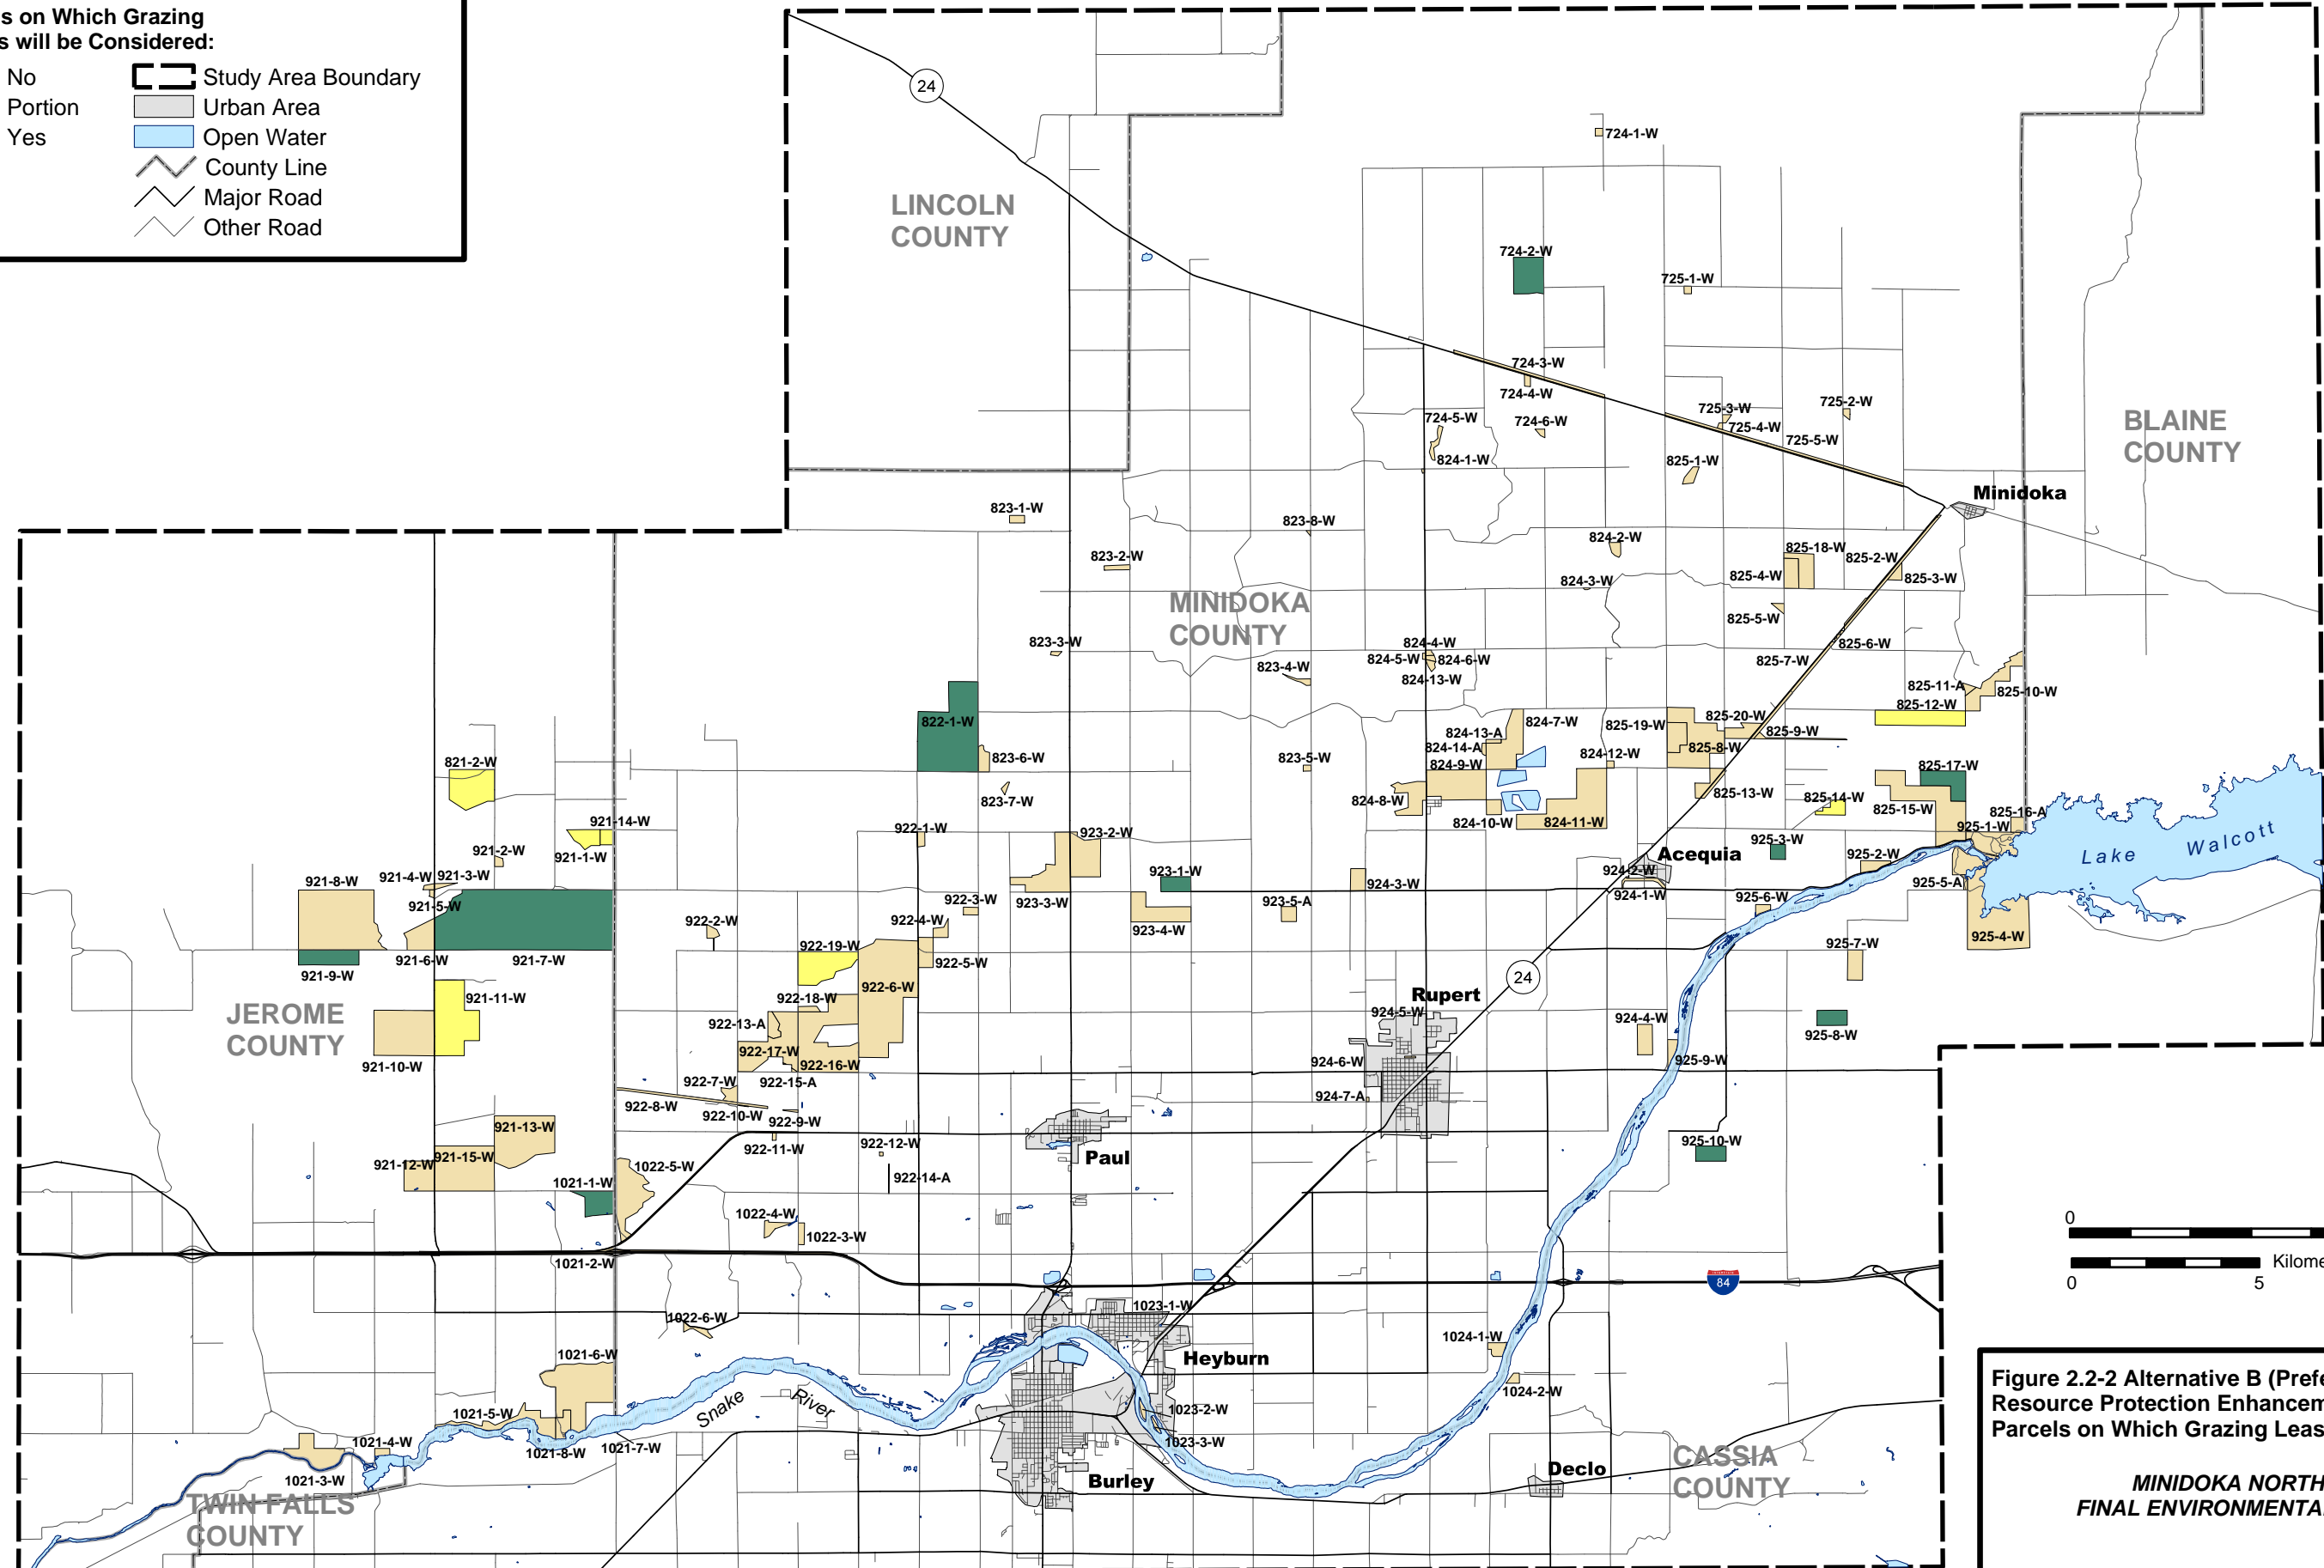 s on Which Grazing
s will be Considered:
No
Portion
Yes
Study Area Boundary
Urban Area
Open Water
County Line
Major Road
Other Road
24
724-1-W
LINCOLN
COUNTY
724-2-W
725-1-W
724-3-W
724-4-W
724-5-W
724-6-W
725-3-W
725-2-W
725-4-W
725-5-W
BLAINE
COUNTY
824-1-W
825-1-W
Minidoka
823-1-W
823-8-W
823-2-W
824-2-W
825-18-W
825-2-W
824-3-W
825-4-W
825-3-W
MINIDOKA
COUNTY
825-5-W
823-3-W
824-4-W
825-6-W
824-5-W
824-6-W
823-4-W
825-7-W
824-13-W
825-11-A
825-10-W
825-12-W
822-1-W
824-7-W
825-19-W
825-20-W
824-13-A
825-9-W
824-14-A
825-8-W
823-6-W
823-5-W
824-9-W
824-12-W
821-2-W
825-17-W
823-7-W
824-8-W
825-13-W
825-14-W
825-15-W
825-16-A
921-14-W
824-10-W
824-11-W
922-1-W
923-2-W
925-1-W
921-2-W
921-1-W
925-3-W
Acequia
925-2-W
Lake Walcott
921-8-W
921-4-W
921-3-W
923-1-W
924-2-W
924-3-W
925-5-A
921-5-W
922-3-W
923-3-W
923-5-A
924-1-W
925-6-W
922-2-W
922-4-W
923-4-W
925-4-W
922-19-W
925-7-W
921-9-W
921-6-W
921-7-W
922-5-W
24
922-6-W
921-11-W
922-18-W
Rupert
JEROME
COUNTY
922-13-A
924-5-W
924-4-W
925-8-W
921-10-W
922-17-W
922-16-W
924-6-W
925-9-W
922-7-W
922-15-A
922-8-W
922-10-W
922-9-W
924-7-A
921-13-W
922-11-W
922-12-W
925-10-W
921-12-W
921-15-W
1022-5-W
Paul
1021-1-W
922-14-A
1022-4-W
1022-3-W
0
1021-2-W
84
Kilome
0
5
1022-6-W
1023-1-W
1024-1-W
1021-6-W
Heyburn
1024-2-W
Figure 2.2-2 Alternative B (Prefe
Resource Protection Enhancem
Parcels on Which Grazing Leas
1021-5-W
Snake River
1023-2-W
1021-4-W
1021-8-W
1021-7-W
1023-3-W
1021-3-W
Burley
Declo
CASSIA
COUNTY
TWIN FALLS
COUNTY
MINIDOKA NORTH
FINAL ENVIRONMENTA